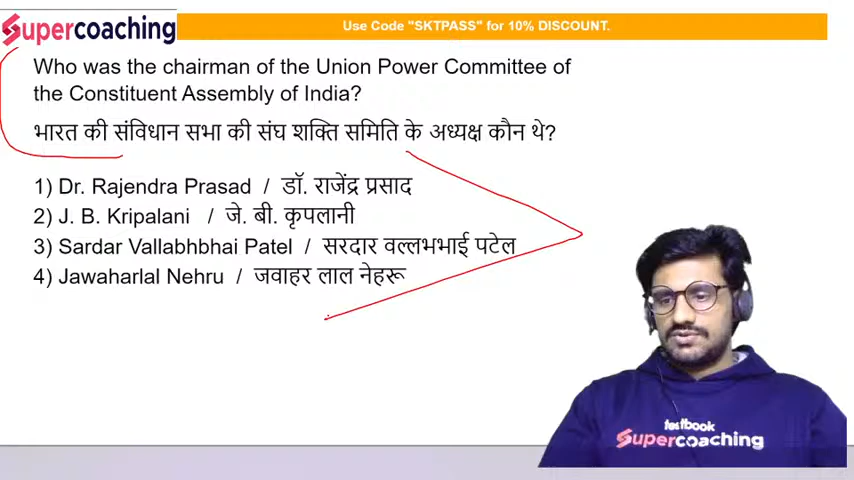 Supercoaching
Use Code "SKTPASS" for 10% DISCOUNT.
Who was the chairman of the Union Power Committee of
the Constituent Assembly of India?
भारत की संविधान सभा की संघ शक्ति समिति के अध्यक्ष कौन थे?
1) Dr. Rajendra Prasad / डॉ. राजेंद्र प्रसाद
2) J. B. Kripalani / जे. बी. कृपलानी
3) Sardar Vallabhbhai Patel / सरदार वल्लभभाई पटेल
4) Jawaharlal Nehru / जवाहर लाल नेहरू
testbook
Supercoaching